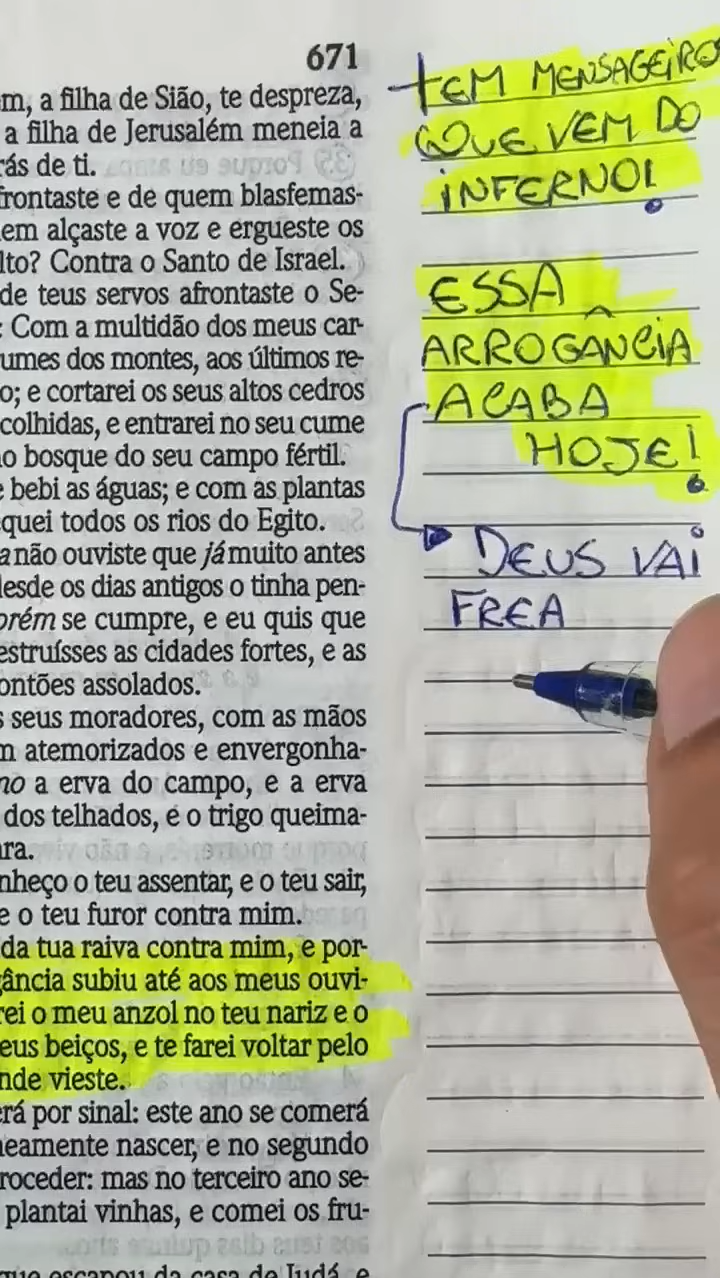 671
m, a filha de Sião, te despreza,
a filha de Jerusalém meneia a
rás de ti.
frontaste e de quem blasfemas-
em alçaste a voz e ergueste os
lto? Contra o Santo de Israel.
de teus servos afrontaste o Se-
: Com a multidão dos meus car-
umes dos montes, aos últimos re-
o; e cortarei os seus altos cedros
colhidas, e entrarei no seu cume
o bosque do seu campo fértil.
e bebi as águas; e com as plantas
quei todos os rios do Egito.
a não ouviste que já muito antes
desde os dias antigos o tinha pen-
orém se cumpre, e eu quis que
estruísses as cidades fortes, e as
ontões assolados.
s seus moradores, com as mãos
m atemorizados e envergonha-
no a erva do campo, e a erva
dos telhados, e o trigo queima-
ara.
nheço o teu assentar, e o teu sair,
e o teu furor contra mim.
da tua raiva contra mim, e por-
gância subiu até aos meus ouvi-
rei o meu anzol no teu nariz e o
eus beiços, e te farei voltar pelo
nde vieste.
erá por sinal: este ano se comerá
neamente nascer, e no segundo
roceder: mas no terceiro ano se-
plantai vinhas, e comei os fru-
que escapou da casa de Judá, e
TEM MENSAGEIRO
QUE VEM DO
INFERNO!
ESSA
ARROGÂNCIA
ACABA
HOJE!
DEUS VAI
FREA